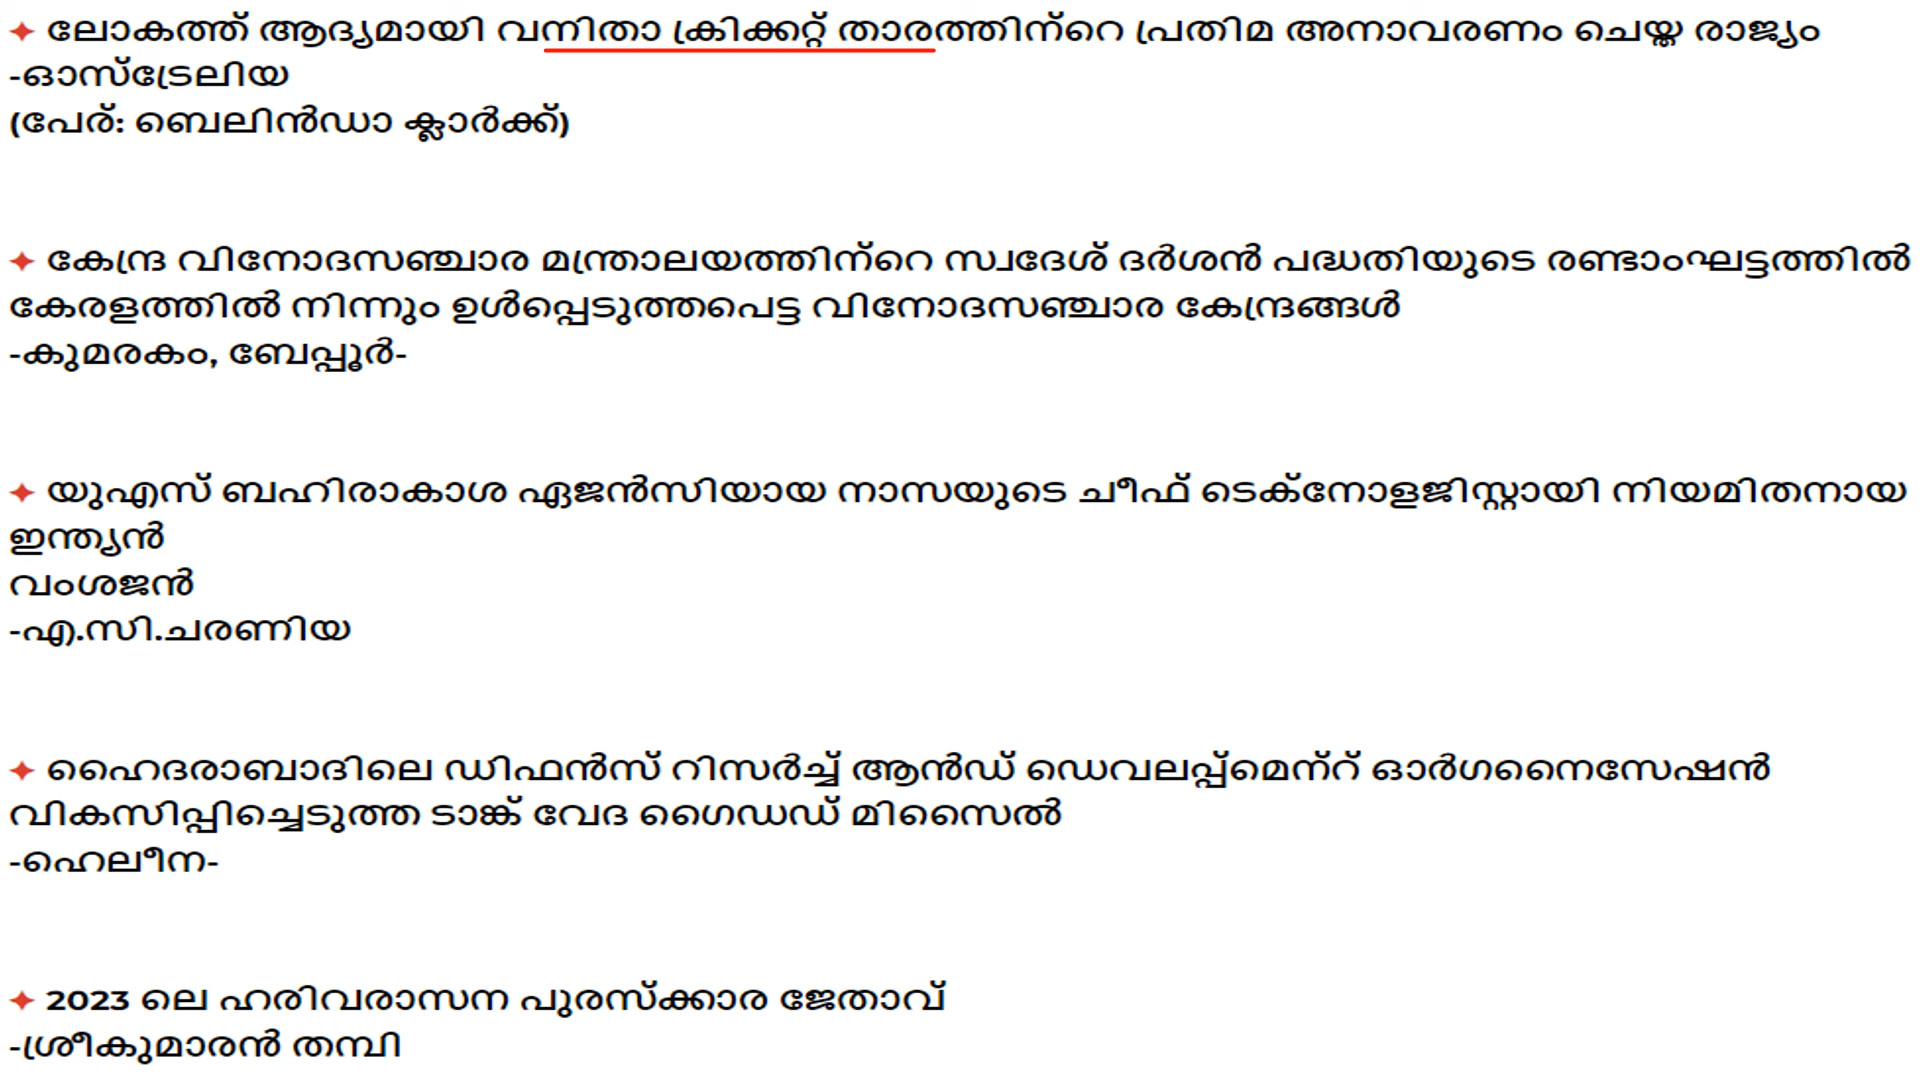 ✦ ലോകത്ത് ആദ്യമായി വനിതാ ക്രിക്കറ്റ് താരത്തിന്റെ പ്രതിമ അനാവരണം ചെയ്ത രാജ്യം
-ഓസ്ട്രേലിയ
(പേര്: ബെലിൻഡാ ക്ലാർക്ക്)
✦ കേന്ദ്ര വിനോദസഞ്ചാര മന്ത്രാലയത്തിന്റെ സ്വദേശ് ദർശൻ പദ്ധതിയുടെ രണ്ടാംഘട്ടത്തിൽ
കേരളത്തിൽ നിന്നും ഉൾപ്പെടുത്തപെട്ട വിനോദസഞ്ചാര കേന്ദ്രങ്ങൾ
-കുമരകം, ബേപ്പൂർ-
✦ യുഎസ് ബഹിരാകാശ ഏജൻസിയായ നാസയുടെ ചീഫ് ടെക്നോളജിസ്റ്റായി നിയമിതനായ
ഇന്ത്യൻ
വംശജൻ
-എ.സി.ചരണിയ
✦ ഹൈദരാബാദിലെ ഡിഫൻസ് റിസർച്ച് ആൻഡ് ഡെവലപ്പ്മെന്റ് ഓർഗനൈസേഷൻ
വികസിപ്പിച്ചെടുത്ത ടാങ്ക് വേദ ഗൈഡഡ് മിസൈൽ
-ഹെലീന-
✦ 2023 ലെ ഹരിവരാസന പുരസ്ക്കാര ജേതാവ്
-ശ്രീകുമാരൻ തമ്പി